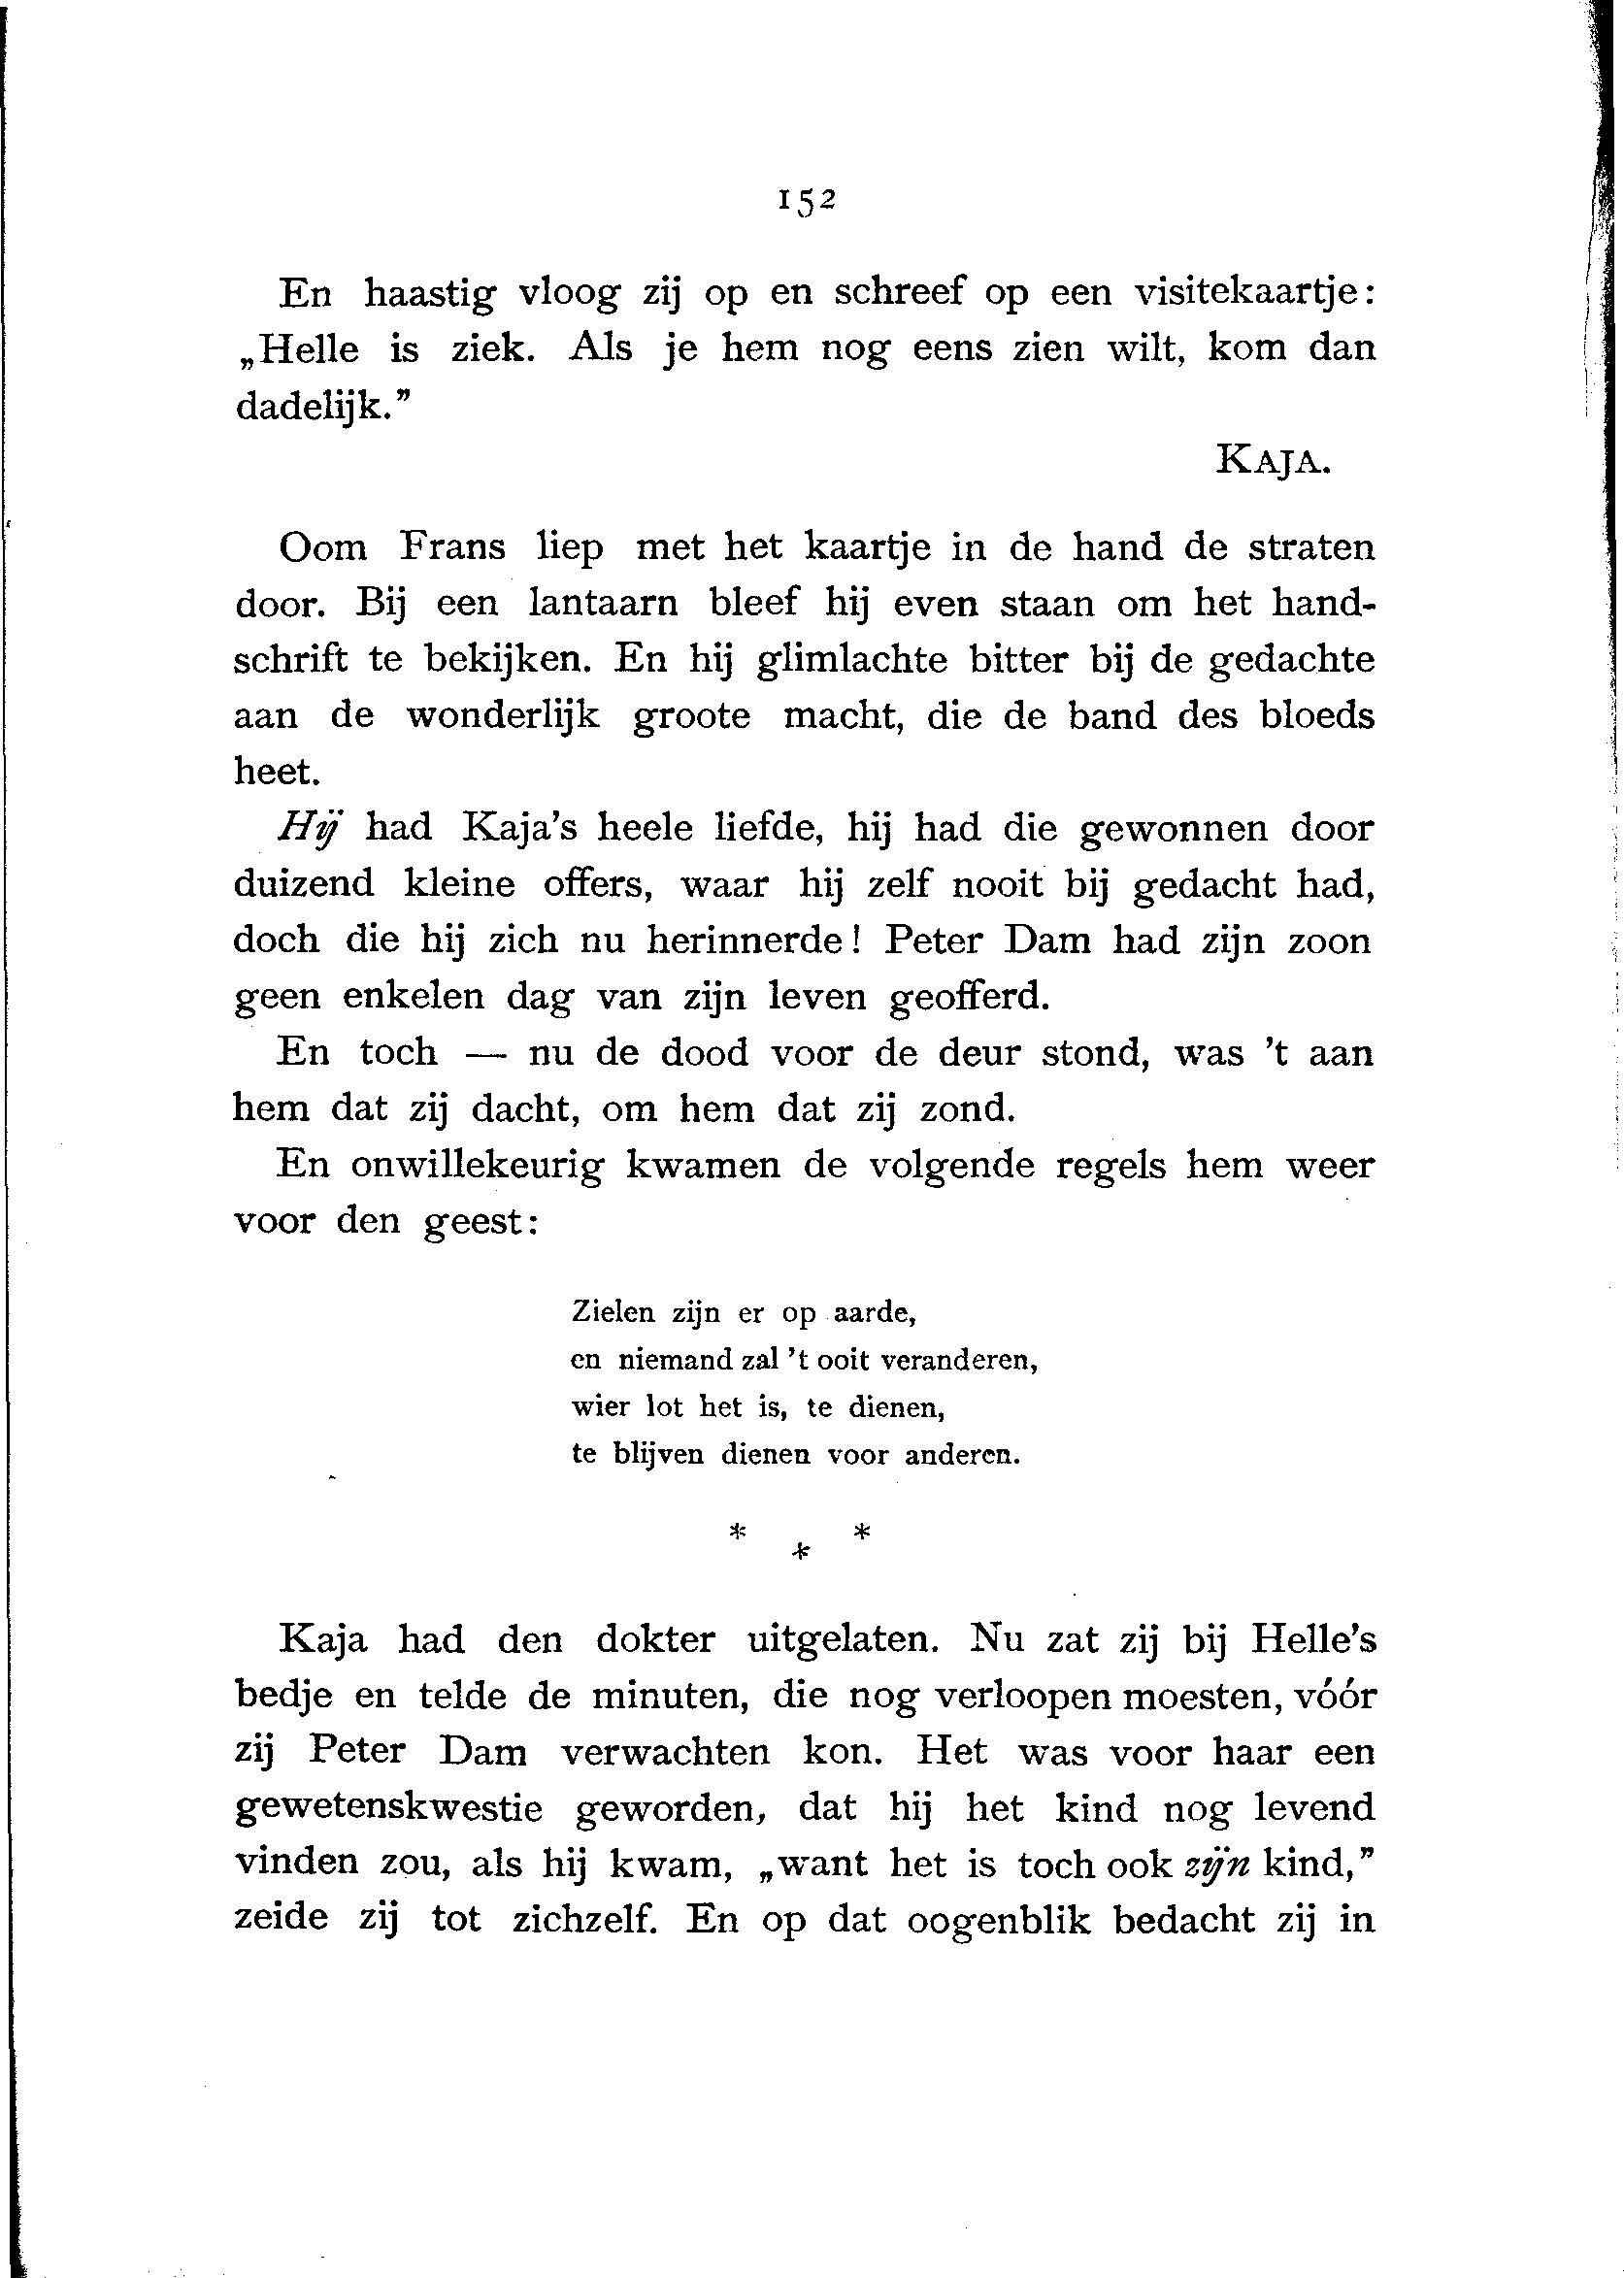 152
En haastig vloog zij op en schreef op een visitekaartje:
„Helle is ziek. Als je hem nog eens zien wilt, kom dan
dadelijk.”
KAJA.
Oom Frans liep met het kaartje in de hand de straten
door. Bij een lantaarn bleef hij even staan om het hand-
schrift te bekijken. En hij glimlachte bitter bij de gedachte
aan de wonderlijk groote macht, die de band des bloeds
heet.
Hij had Kaja's heele liefde, hij had die gewonnen door
duizend kleine offers, waar hij zelf nooit bij gedacht had,
doch die hij zich nu herinnerde! Peter Dam had zijn zoon
geen enkelen dag van zijn leven geofferd.
En toch — nu de dood voor de deur stond, was 't aan
hem dat zij dacht, om hem dat zij zond.
En onwillekeurig kwamen de volgende regels hem weer
voor den geest:
Zielen zijn er op aarde,
en niemand zal 't ooit veranderen,
wier lot het is, te dienen,
te blijven dienen voor anderen.
* * *
Kaja had den dokter uitgelaten. Nu zat zij bij Helle's
bedje en telde de minuten, die nog verloopen moesten, vóór
zij Peter Dam verwachten kon. Het was voor haar een
gewetenskwestie geworden, dat hij het kind nog levend
vinden zou, als hij kwam, „want het is toch ook zijn kind,”
zeide zij tot zichzelf. En op dat oogenblik bedacht zij in